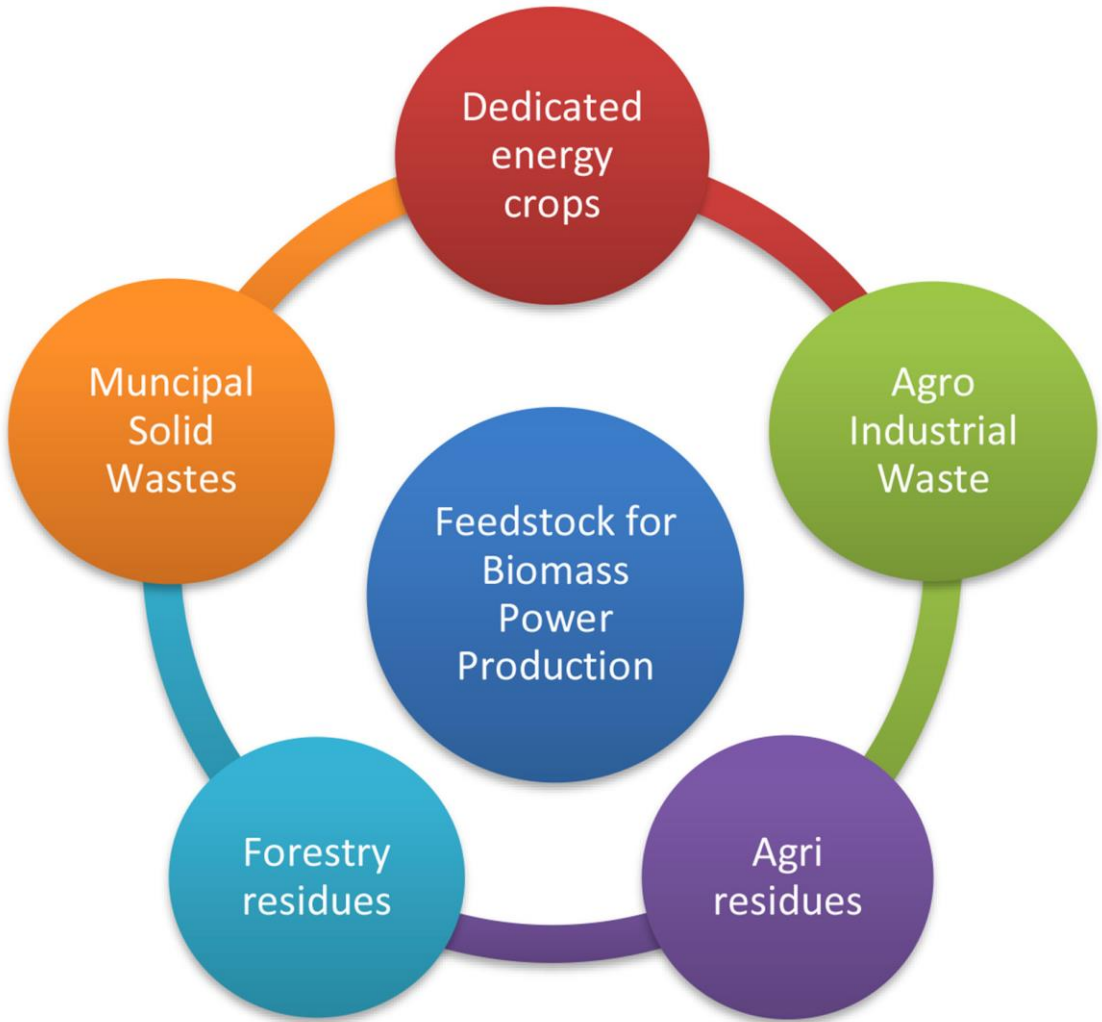 Dedicated
energy
crops
Muncipal
Solid
Wastes
Agro
Industrial
Waste
Feedstock for
Biomass
Power
Production
Forestry
residues
Agri
residues